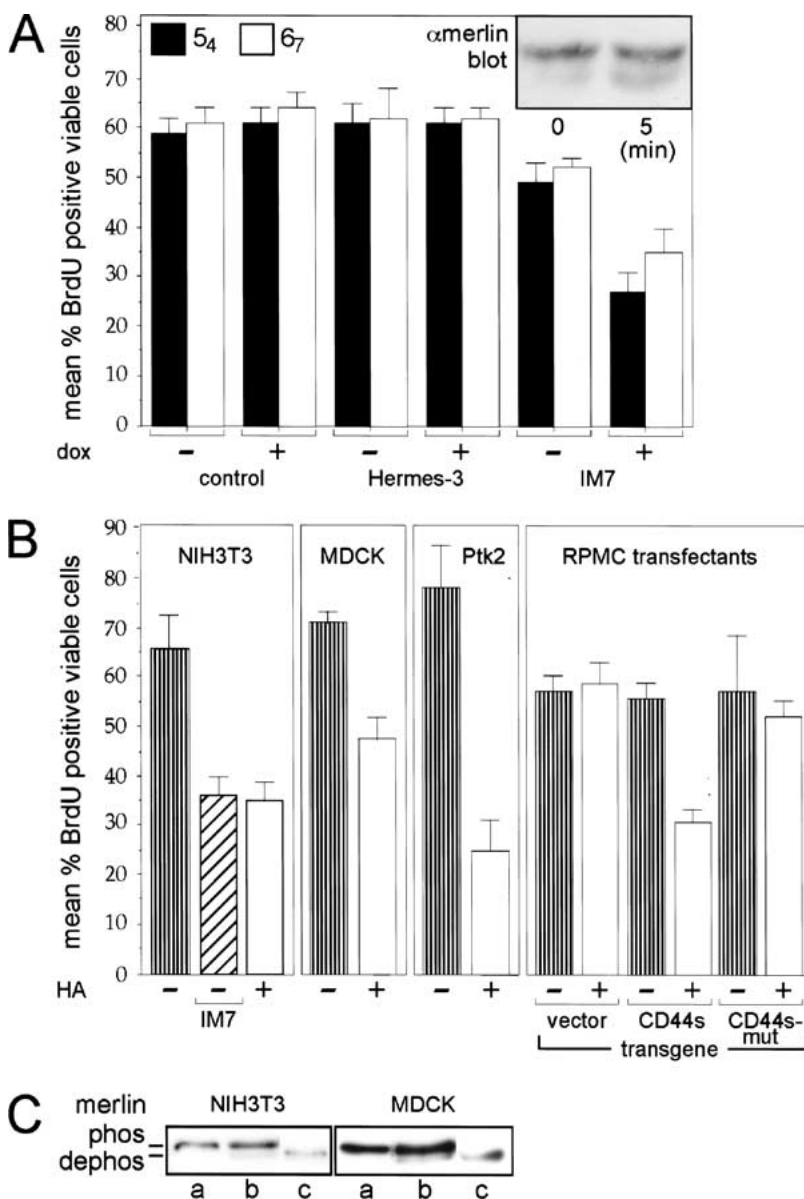 A
5₄ 6₇
αmerlin
blot
0 5
(min)
mean % BrdU positive viable cells
80
70
60
50
40
30
20
10
0
dox - + - + - +
control Hermes-3 IM7
B
NIH3T3 MDCK Ptk2 RPMC transfectants
mean % BrdU positive viable cells
90
80
70
60
50
40
30
20
10
0
HA - - + - + - + - + - + - +
IM7
vector CD44s CD44s-
mut
transgene
C
merlin NIH3T3 MDCK
phos
dephos
a b c a b c